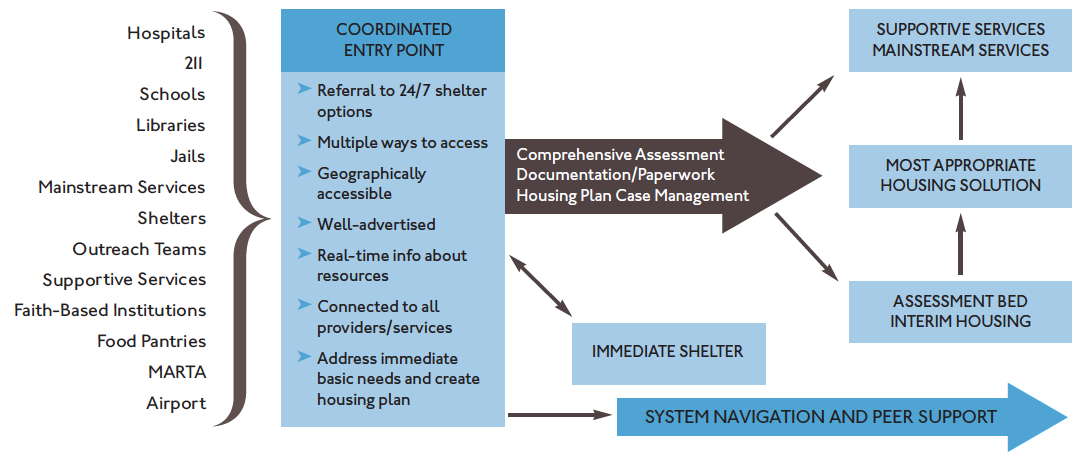 Hospitals
211
Schools
Libraries
Jails
Mainstream Services
Shelters
Outreach Teams
Supportive Services
Faith-Based Institutions
Food Pantries
MARTA
Airport
COORDINATED
ENTRY POINT
Referral to 24/7 shelter
options
Multiple ways to access
Geographically
accessible
Well-advertised
Real-time info about
resources
Connected to all
providers/services
Address immediate
basic needs and create
housing plan
Comprehensive Assessment
Documentation/Paperwork
Housing Plan Case Management
IMMEDIATE SHELTER
SUPPORTIVE SERVICES
MAINSTREAM SERVICES
MOST APPROPRIATE
HOUSING SOLUTION
ASSESSMENT BED
INTERIM HOUSING
SYSTEM NAVIGATION AND PEER SUPPORT